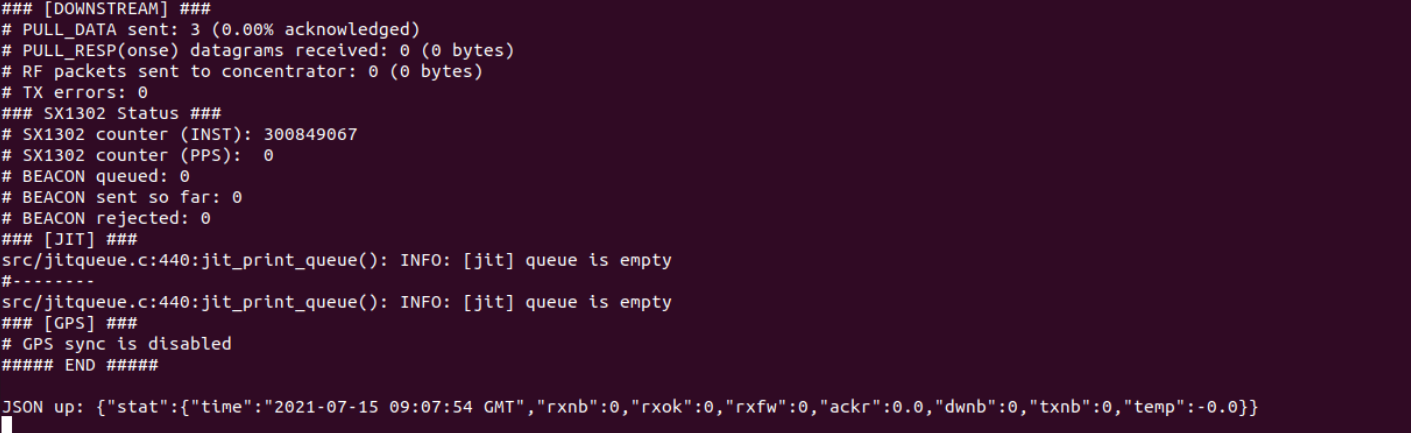 ### [DOWNSTREAM] ###
# PULL_DATA sent: 3 (0.00% acknowledged)
# PULL_RESP(onse) datagrams received: 0 (0 bytes)
# RF packets sent to concentrator: 0 (0 bytes)
# TX errors: 0
### SX1302 Status ###
# SX1302 counter (INST): 300849067
# SX1302 counter (PPS):  0
# BEACON queued: 0
# BEACON sent so far: 0
# BEACON rejected: 0
### [JIT] ###
src/jitqueue.c:440:jit_print_queue(): INFO: [jit] queue is empty
#--------
src/jitqueue.c:440:jit_print_queue(): INFO: [jit] queue is empty
### [GPS] ###
# GPS sync is disabled
##### END #####
JSON up: {"stat":{"time":"2021-07-15 09:07:54 GMT","rxnb":0,"rxok":0,"rxfw":0,"ackr":0.0,"dwnb":0,"txnb":0,"temp":-0.0}}